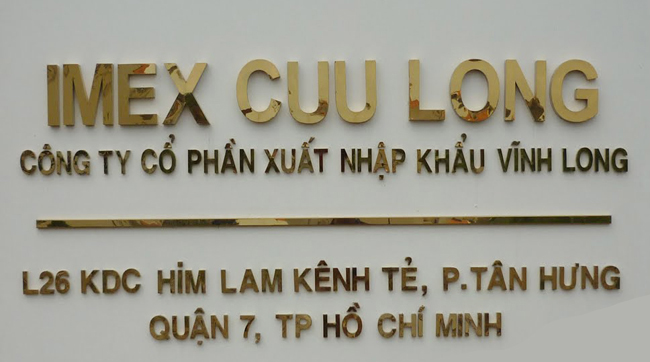 IMEX CUU LONG
CÔNG TY CỔ PHẦN XUẤT NHẬP KHẨU VĨNH LONG
L26 KDC HIM LAM KÊNH TẺ, P.TÂN HƯNG
QUẬN 7, TP HỒ CHÍ MINH